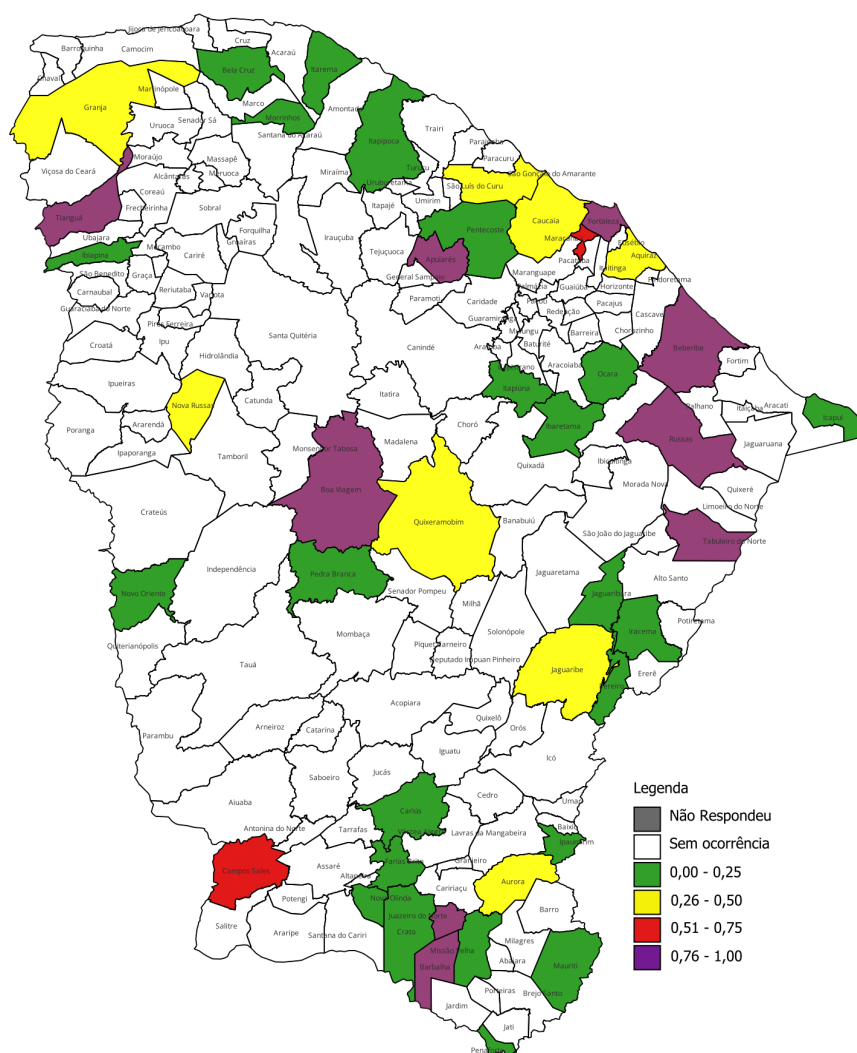 Jijoca de Jericoacoara
Cruz
Barroquinha
Camocim
Acaraú
Chaval
Bela Cruz
Itarema
Granja
Martinópole
Marco
Amontada
Morrinhos
Senador Sá
Uruoca
Santana do Acaraú
Trairi
Itapipoca
Moraújo
Massapê
Paracuru
Viçosa do Ceará
Alcântaras
Meruoca
Miraíma
Uruburetama
São Gonçalo do Amarante
Coreaú
São Luís do Curu
Tianguá
Frecheirinha
Sobral
Itapajé
Umirim
Caucaia
Fortaleza
Forquilha
Irauçuba
Pentecoste
Ubajara
Mucambo
Groaíras
Eusébio
Ibiapina
Cariré
Tejuçuoca
Apuiarés
Aquiraz
Itaitinga
São Benedito
Graça
General Sampaio
Maranguape
Pindoretama
Carnaubal
Reriutaba
Varjota
Guaiúba
Horizonte
Guaraciaba do Norte
Paramoti
Caridade
Pacajus
Cascavel
Pires Ferreira
Guaramiranga
Redenção
Croatá
Ipu
Santa Quitéria
Canindé
Mulungu
Barreira
Chorozinho
Baturité
Beberibe
Hidrolândia
Aracoiaba
Ocara
Fortim
Ipueiras
Itatira
Itapiúna
Nova Russas
Catunda
Palhano
Itaiçaba
Aracati
Icapuí
Ararendá
Choró
Ibaretama
Poranga
Monsenhor Tabosa
Madalena
Russas
Jaguaruana
Ipaporanga
Tamboril
Quixadá
Ibicuitinga
Boa Viagem
Morada Nova
Quixeré
Crateús
Limoeiro do Norte
Quixeramobim
Banabuiú
São João do Jaguaribe
Tabuleiro do Norte
Independência
Pedra Branca
Jaguaretama
Alto Santo
Novo Oriente
Senador Pompeu
Jaguaribara
Milhã
Potiretama
Quiterianópolis
Mombaça
Piquet Carneiro
Solonópole
Iracema
Tauá
Deputado Irapuan Pinheiro
Jaguaribe
Ererê
Pereiro
Acopiara
Quixelô
Arneiroz
Catarina
Orós
Parambu
Iguatu
Icó
Saboeiro
Jucás
Aiuaba
Cariús
Cedro
Umari
Antonina do Norte
Tarrafas
Várzea Alegre
Lavras da Mangabeira
Baixio
Ipaumirim
Campos Sales
Assaré
Altaneira
Farias Brito
Granjeiro
Aurora
Potengi
Nova Olinda
Caririaçu
Salitre
Araripe
Santana do Cariri
Juazeiro do Norte
Crato
Barro
Missão Velha
Milagres
Barbalha
Abaiara
Mauriti
Porteiras
Brejo Santo
Jardim
Jati
Penaforte
Legenda
Não Respondeu
Sem ocorrência
0,00 - 0,25
0,26 - 0,50
0,51 - 0,75
0,76 - 1,00